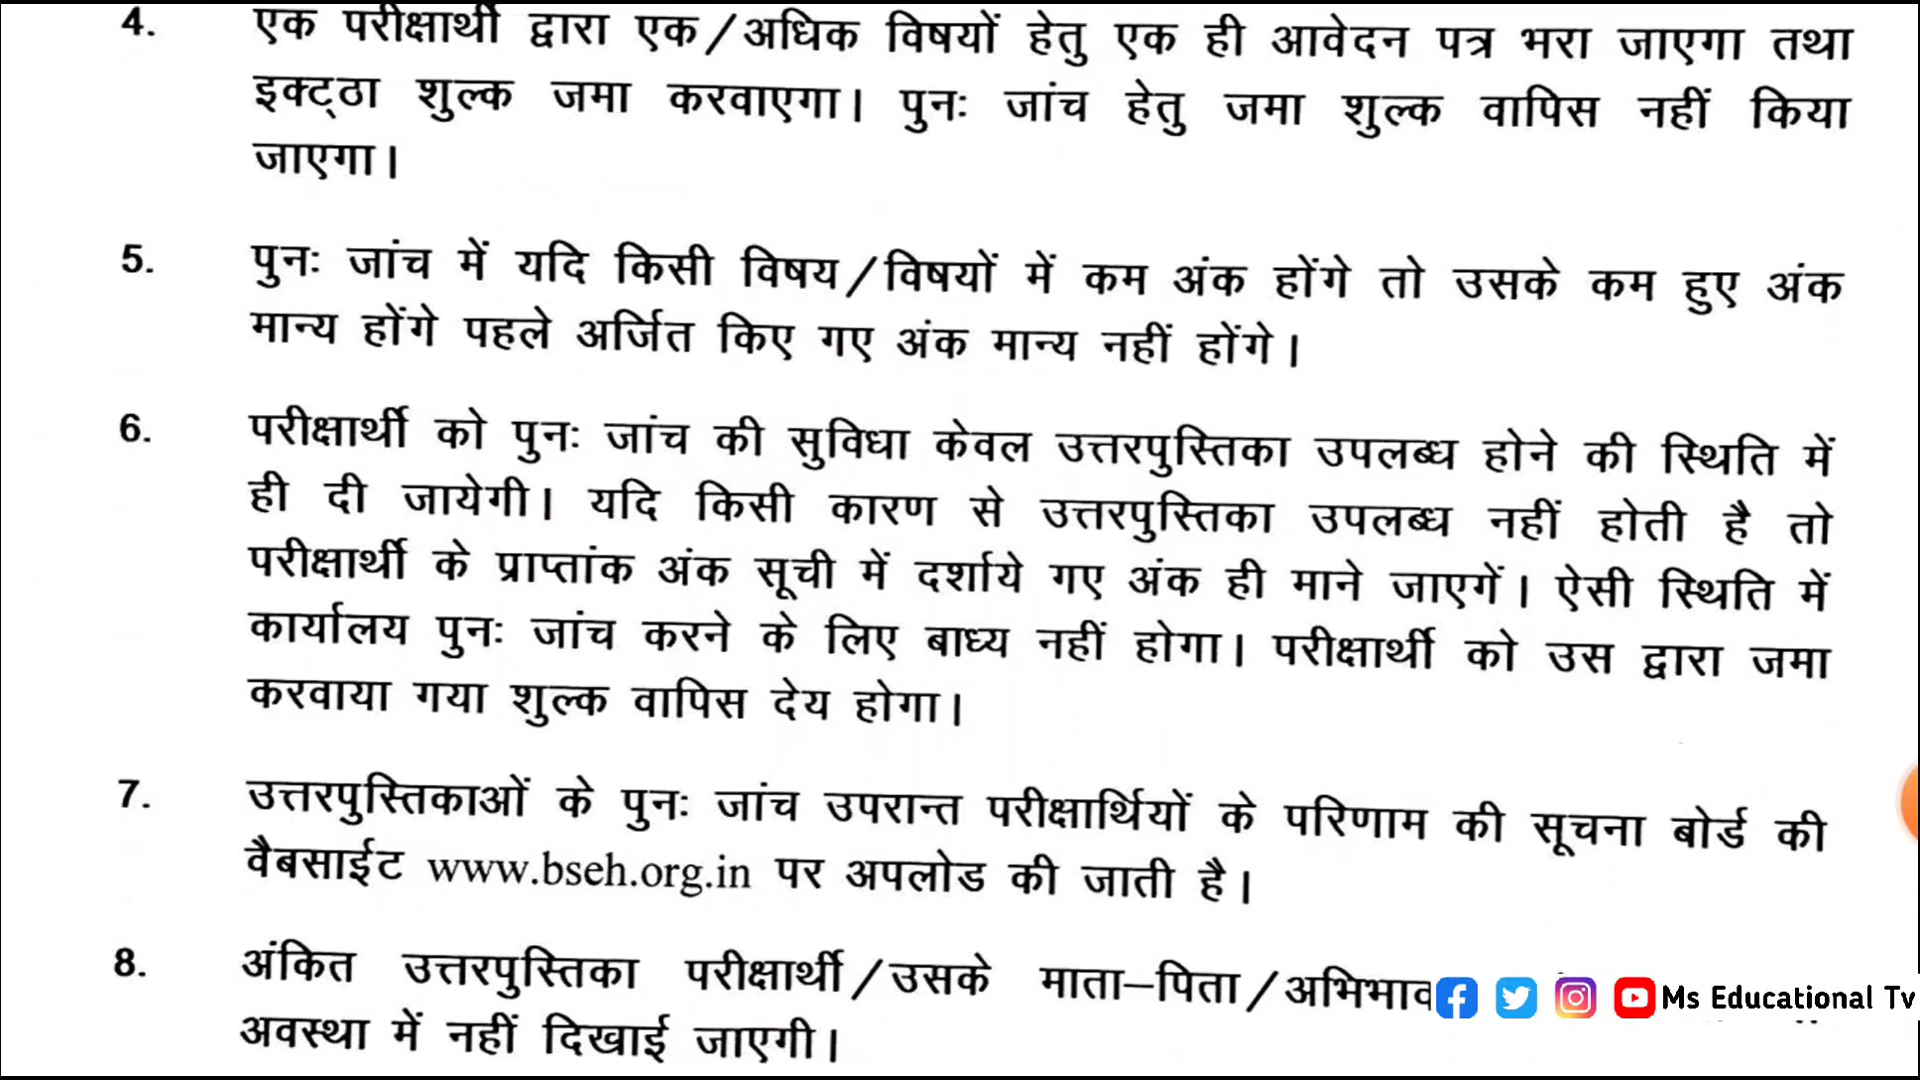 4. एक परीक्षार्थी द्वारा एक/अधिक विषयों हेतु एक ही आवेदन पत्र भरा जाएगा तथा
इक्ट्ठा शुल्क जमा करवाएगा। पुनः जांच हेतु जमा शुल्क वापिस नहीं किया
जाएगा।
5. पुनः जांच में यदि किसी विषय/विषयों में कम अंक होंगे तो उसके कम हुए अंक
मान्य होंगे पहले अर्जित किए गए अंक मान्य नहीं होंगे।
6. परीक्षार्थी को पुनः जांच की सुविधा केवल उत्तरपुस्तिका उपलब्ध होने की स्थिति में
ही दी जायेगी। यदि किसी कारण से उत्तरपुस्तिका उपलब्ध नहीं होती है तो
परीक्षार्थी के प्राप्तांक अंक सूची में दर्शाये गए अंक ही माने जाएगें। ऐसी स्थिति में
कार्यालय पुनः जांच करने के लिए बाध्य नहीं होगा। परीक्षार्थी को उस द्वारा जमा
करवाया गया शुल्क वापिस देय होगा।
7. उत्तरपुस्तिकाओं के पुनः जांच उपरान्त परीक्षार्थियों के परिणाम की सूचना बोर्ड की
वैबसाईट www.bseh.org.in पर अपलोड की जाती है।
8. अंकित उत्तरपुस्तिका परीक्षार्थी/उसके माता–पिता/अभिभाव
अवस्था में नहीं दिखाई जाएगी।
Ms Educational Tv